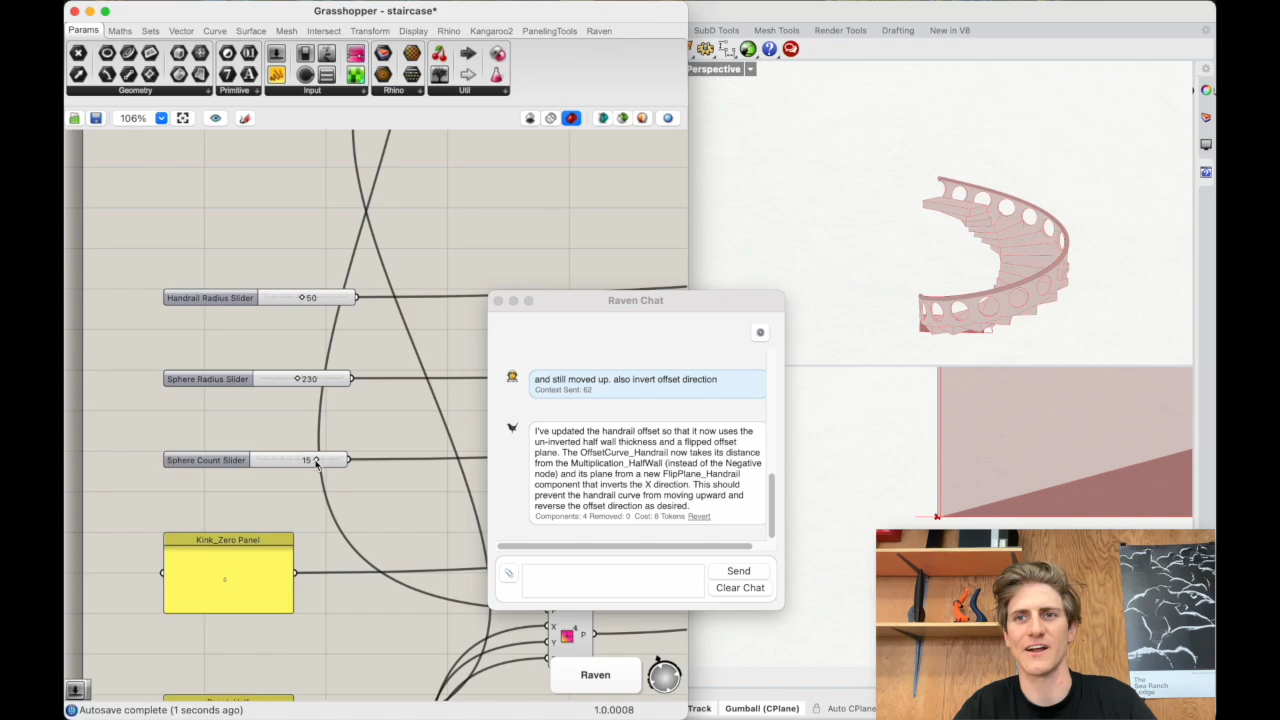 Grasshopper - staircase*
Params Maths Sets Vector Curve Surface Mesh Intersect Transform Display Rhino Kangaroo2 PanelingTools Raven
Geometry Primitive Input Rhino Util
106%
SubD Tools Mesh Tools Render Tools Drafting New in V8
Perspective
Handrail Radius Slider 50
Sphere Radius Slider 230
Sphere Count Slider 15
Kink_Zero Panel
Raven Chat
and still moved up. also invert offset direction
Context Sent: 62
I've updated the handrail offset so that it now uses the
un-inverted half wall thickness and a flipped offset
plane. The OffsetCurve_Handrail now takes its distance
from the Multiplication_HalfWall (instead of the Negative
node) and its plane from a new FlipPlane_Handrail
component that inverts the X direction. This should
prevent the handrail curve from moving upward and
reverse the offset direction as desired.
Components: 4 Removed: 0 Cost: 6 Tokens Revert
Send
Clear Chat
X
Y
P
Raven
Autosave complete (1 seconds ago)
1.0.0008
Track Gumball (CPlane) Auto CPlane
The
Sea Ranch
Lodge